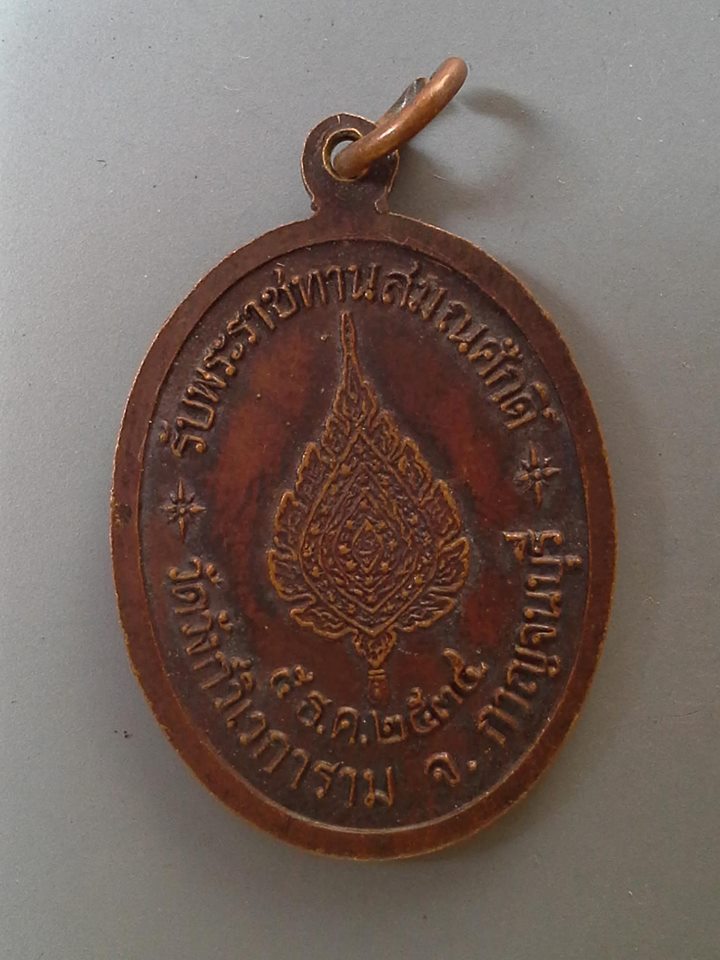 รับพระราชทานสมณศักดิ์
๕ ธ.ค.๒๕๓๔
วัดวังก์วิเวการาม จ. กาญจนบุรี